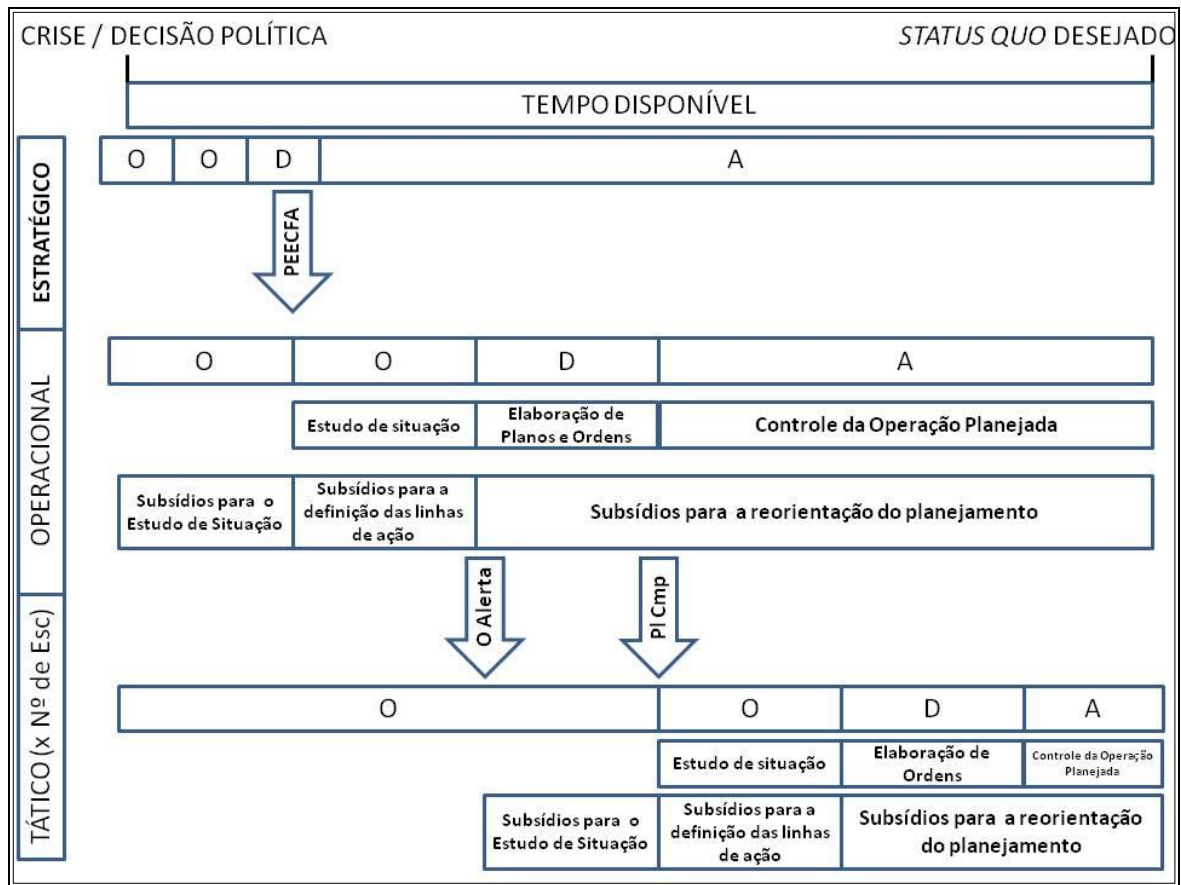 CRISE / DECISÃO POLÍTICA
STATUS QUO DESEJADO
TEMPO DISPONÍVEL
ESTRATÉGICO
O O D A
PEECFA
OPERACIONAL
O O D A
Estudo de situação
Elaboração de
Planos e Ordens
Controle da Operação Planejada
Subsídios para o
Estudo de Situação
Subsídios para a
definição das linhas
de ação
Subsídios para a reorientação do planejamento
O Alerta
Pl Cmp
TÁTICO (x Nº de Esc)
O O D A
Estudo de situação
Elaboração de
Ordens
Controle da Operação
Planejada
Subsídios para o
Estudo de Situação
Subsídios para a
definição das linhas
de ação
Subsídios para a reorientação
do planejamento